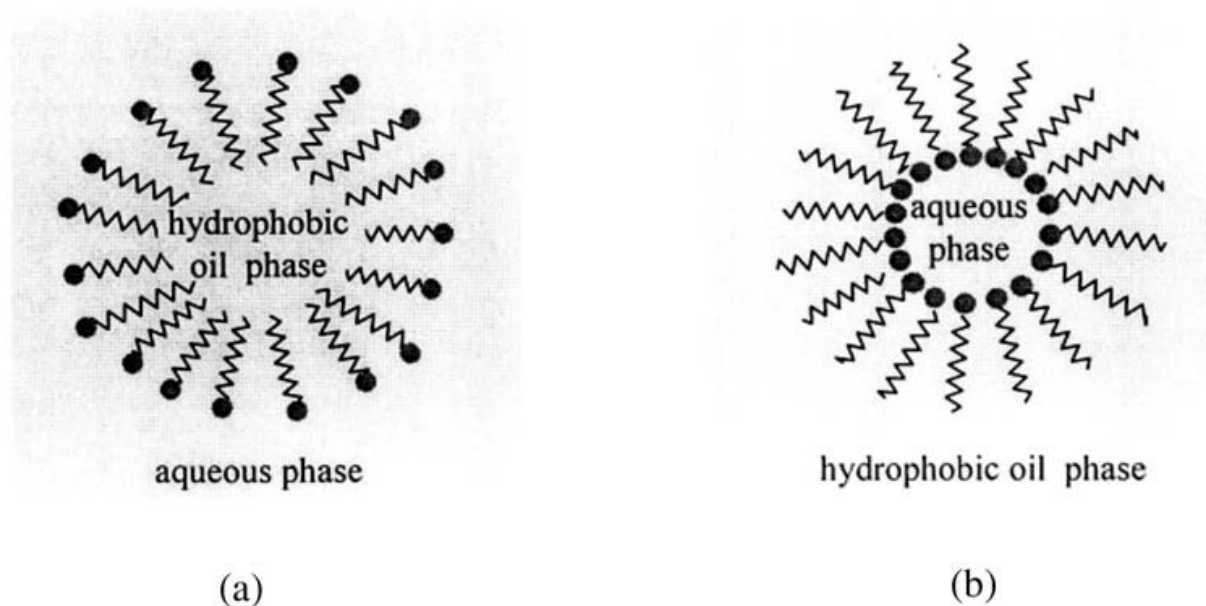 hydrophobic
oil phase
aqueous phase
(a)
aqueous
phase
hydrophobic oil phase
(b)